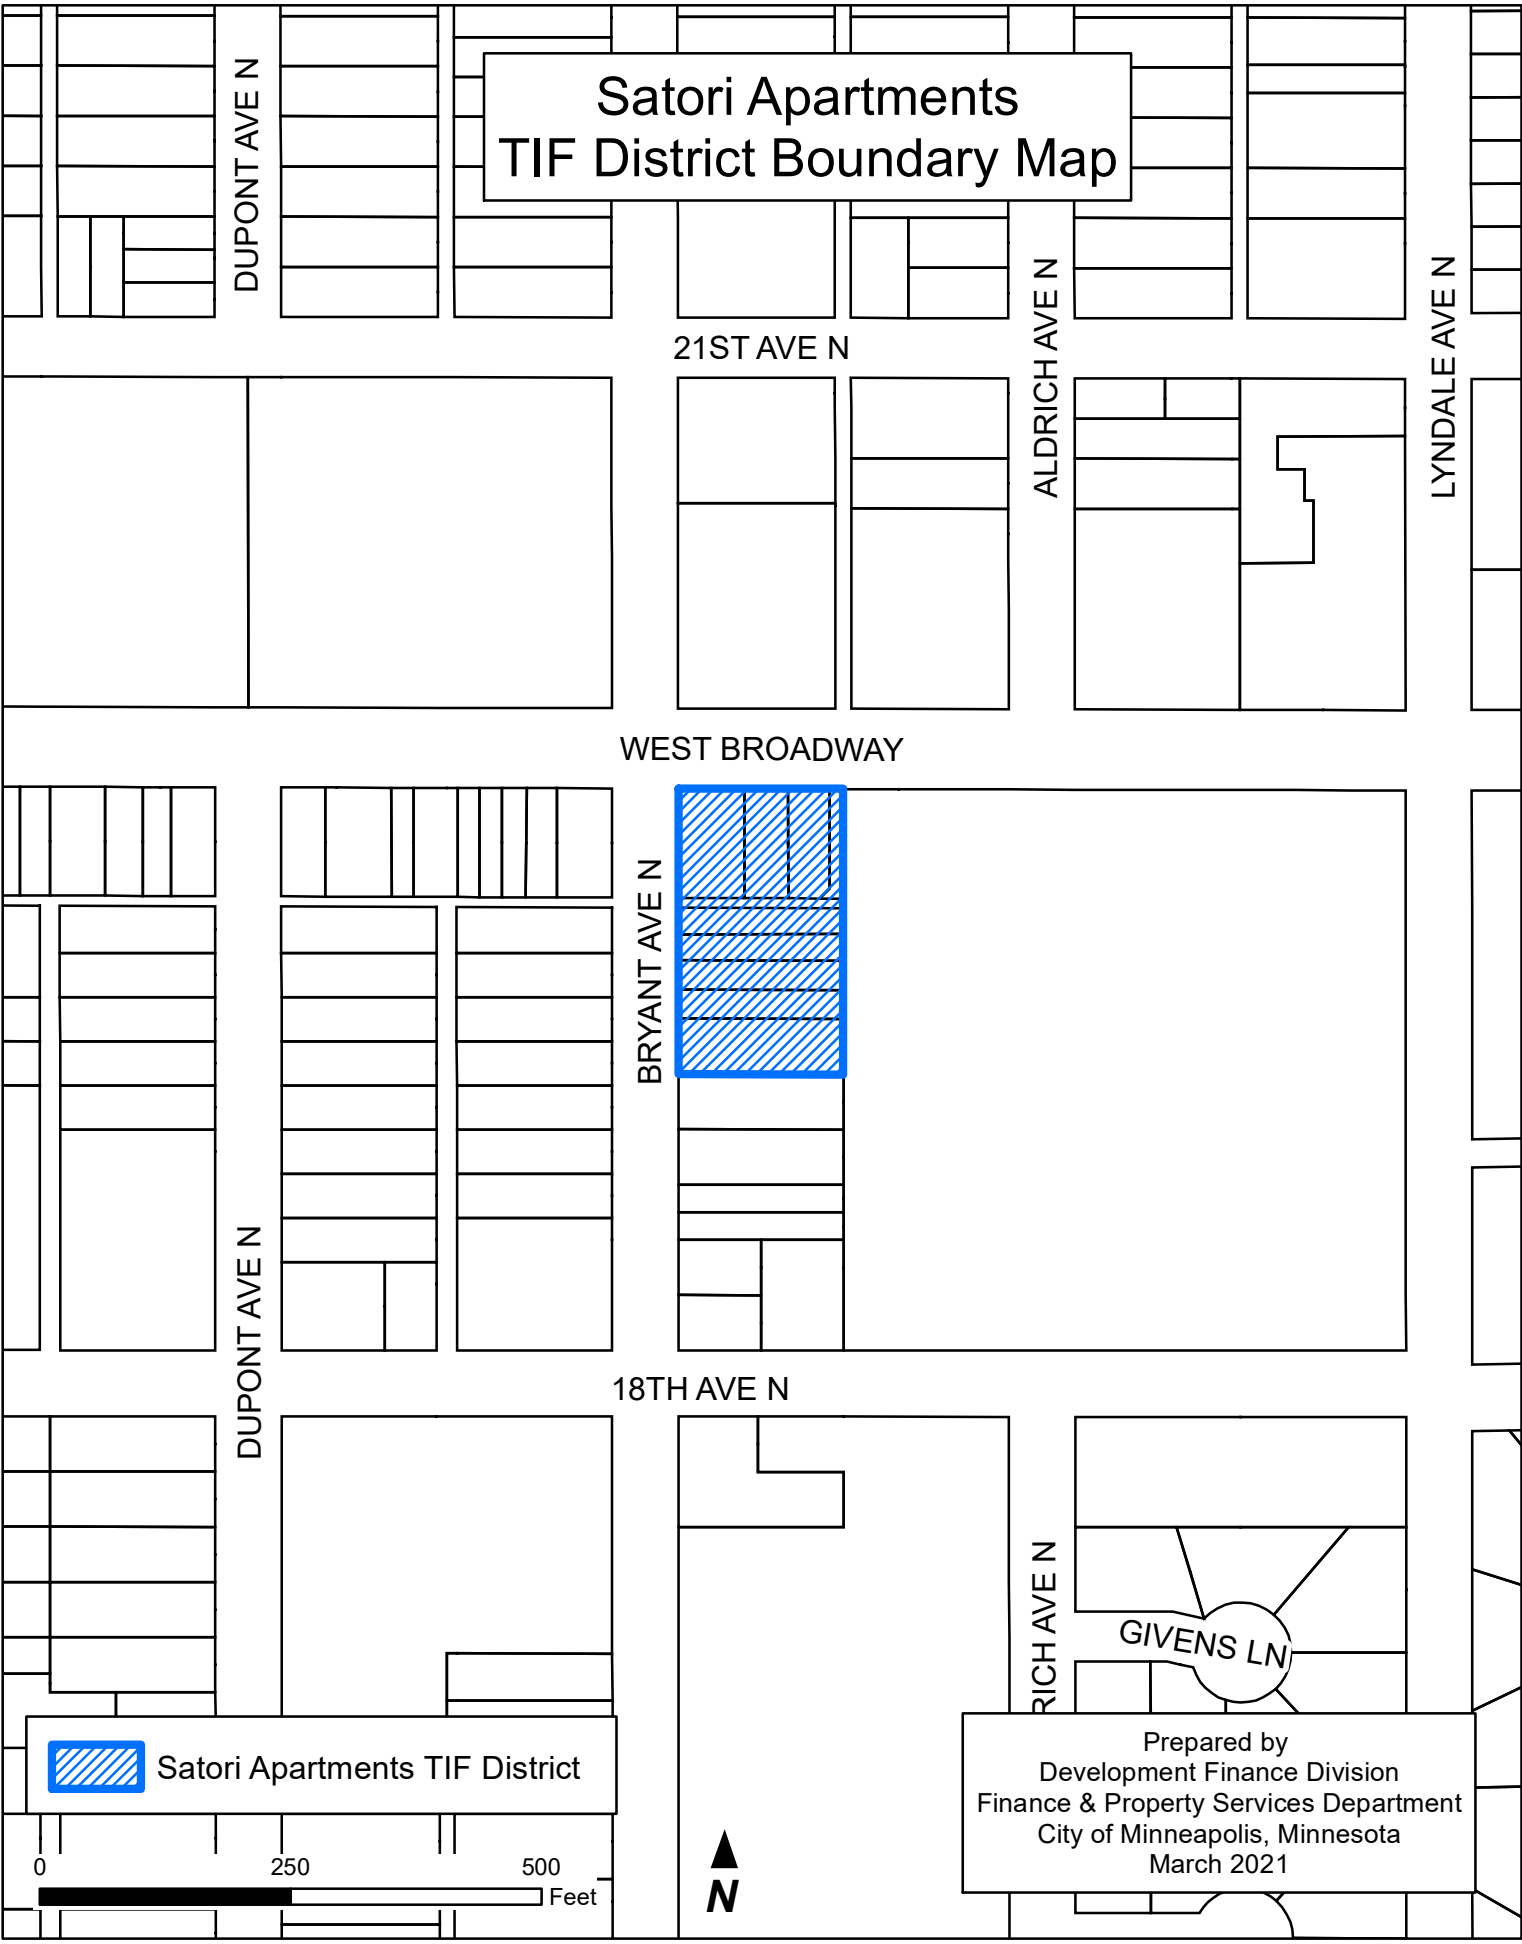 Satori Apartments
TIF District Boundary Map
DUPONT AVE N
21ST AVE N
ALDRICH AVE N
LYNDALE AVE N
WEST BROADWAY
BRYANT AVE N
DUPONT AVE N
18TH AVE N
RICH AVE N
GIVENS LN
Satori Apartments TIF District
Prepared by
Development Finance Division
Finance & Property Services Department
City of Minneapolis, Minnesota
March 2021
0 250 500
Feet
N